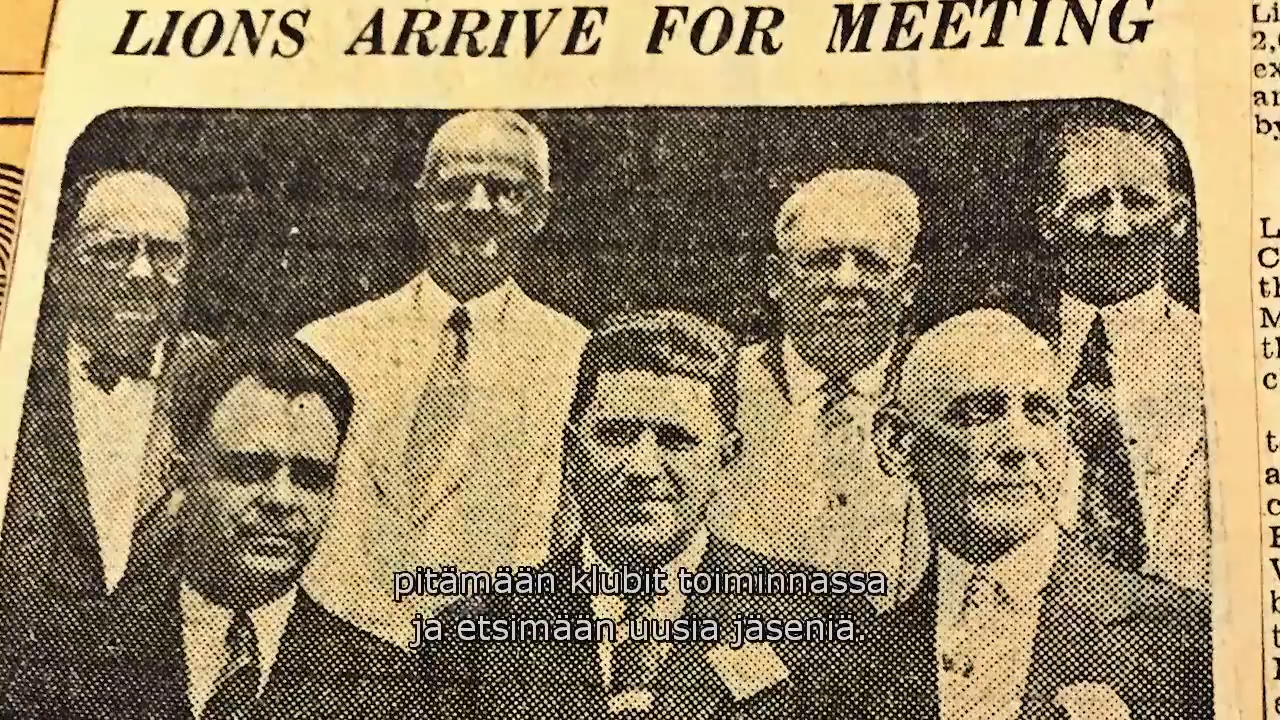 LIONS ARRIVE FOR MEETING
pitämään klubit toiminnassa
ja etsimään uusia jäseniä.